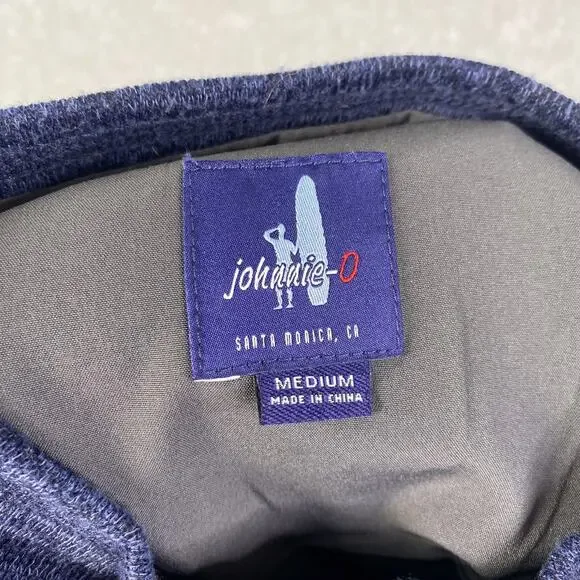 johnnie-O
SANTA MONICA, CA
MEDIUM
MADE IN CHINA